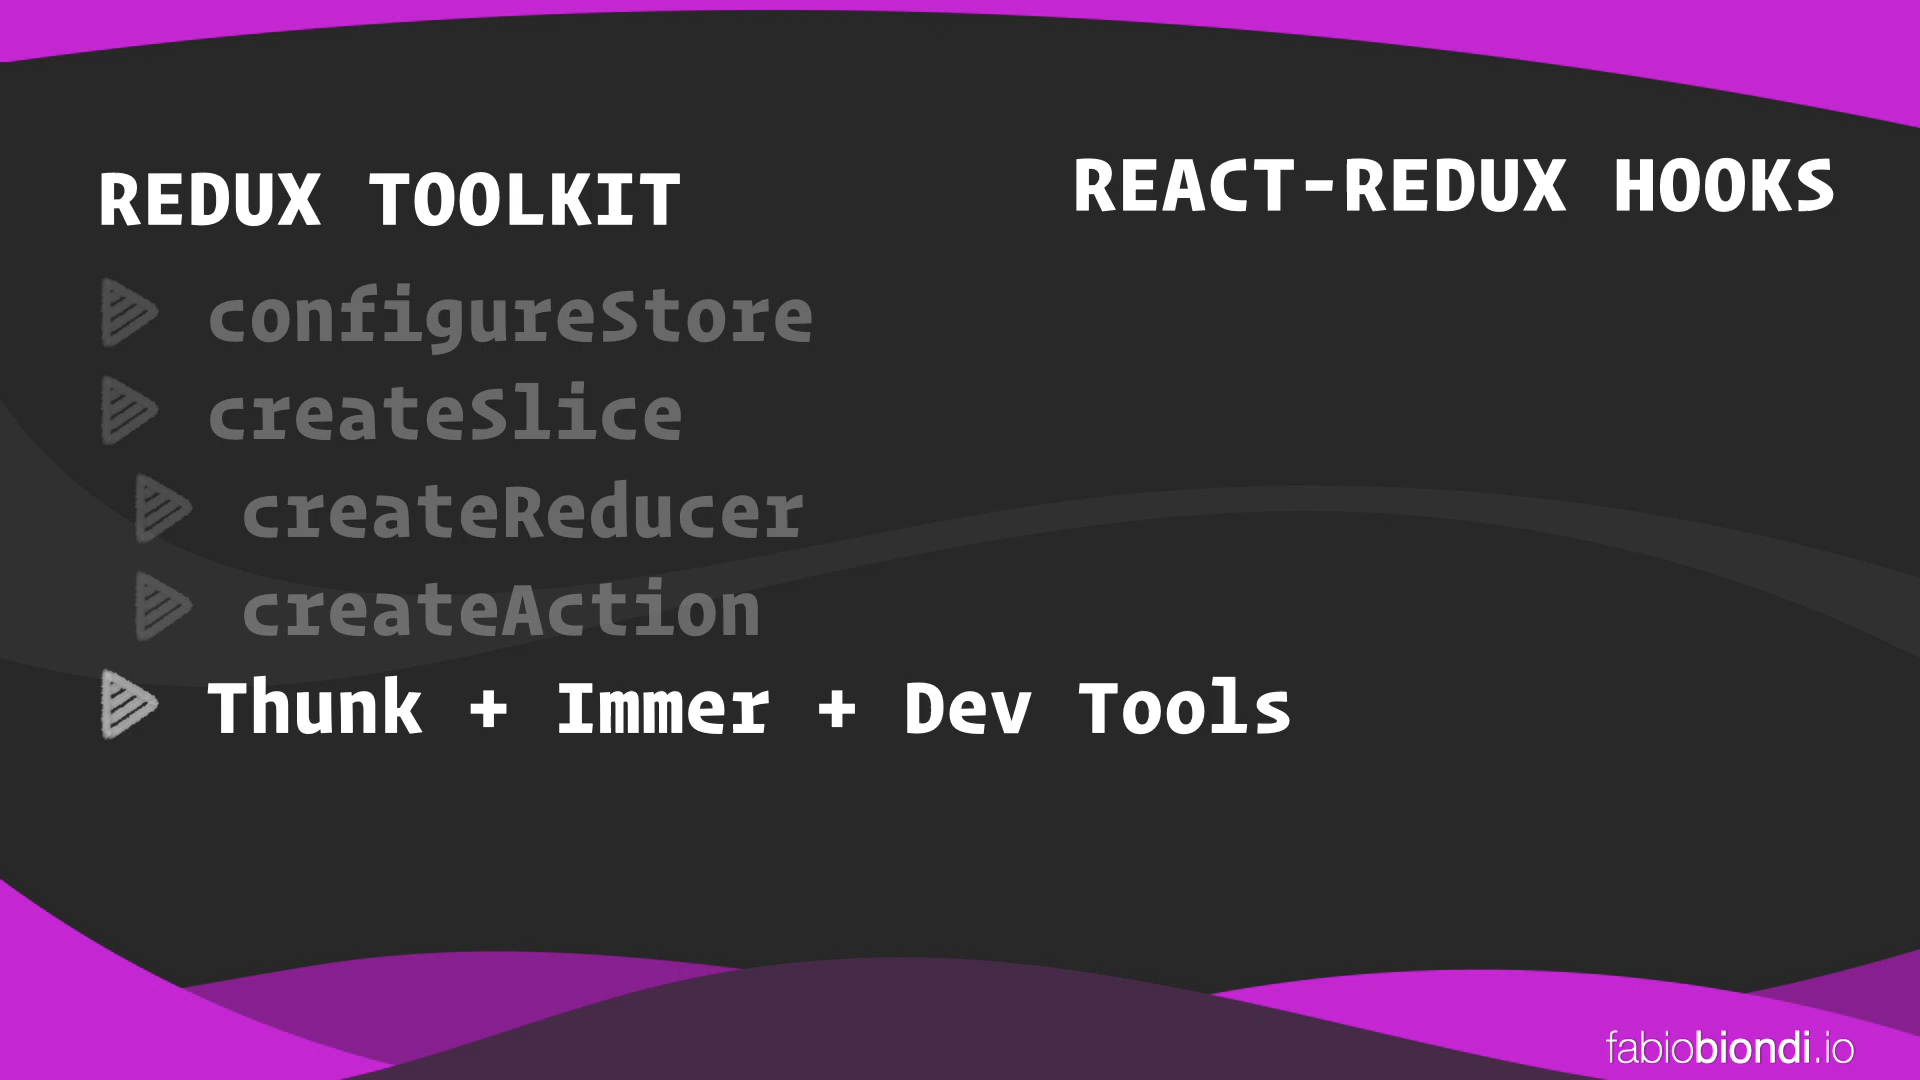 REDUX TOOLKIT
configureStore
createSlice
createReducer
createAction
Thunk + Immer + Dev Tools
REACT-REDUX HOOKS
fabiobiondi.io